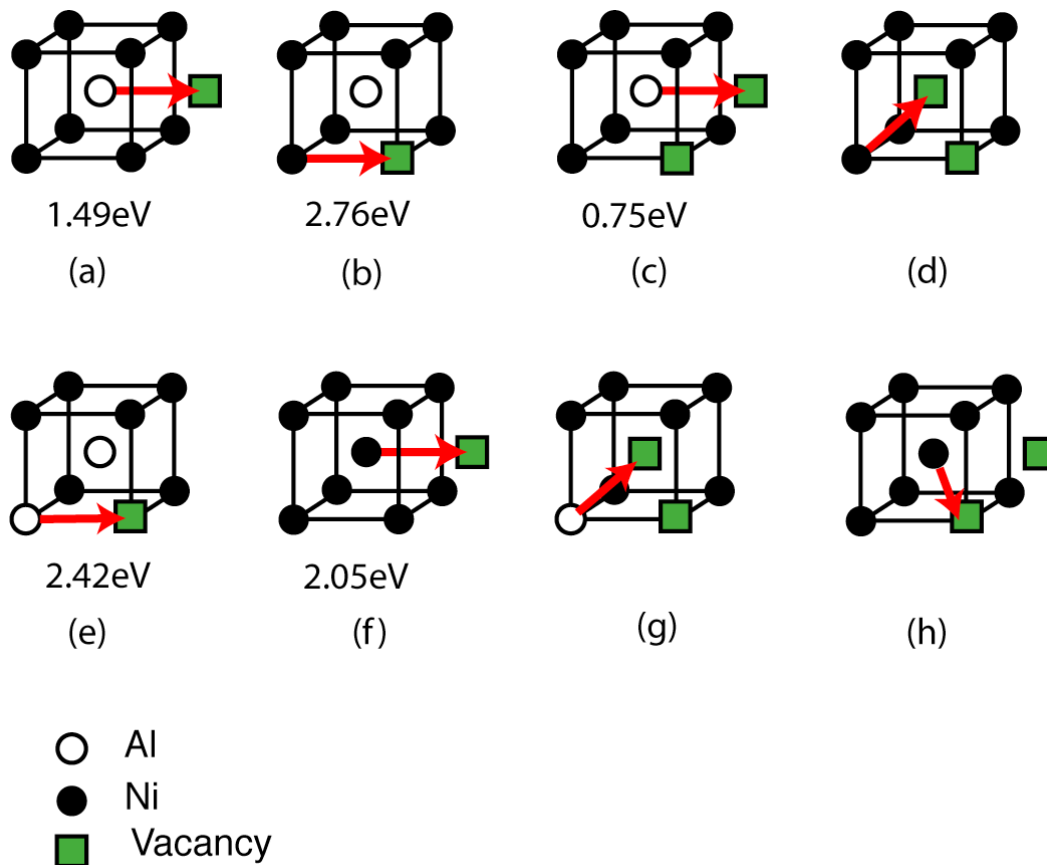 1.49eV 2.76eV 0.75eV
(a) (b) (c) (d)
2.42eV 2.05eV
(e) (f) (g) (h)
Al
Ni
Vacancy